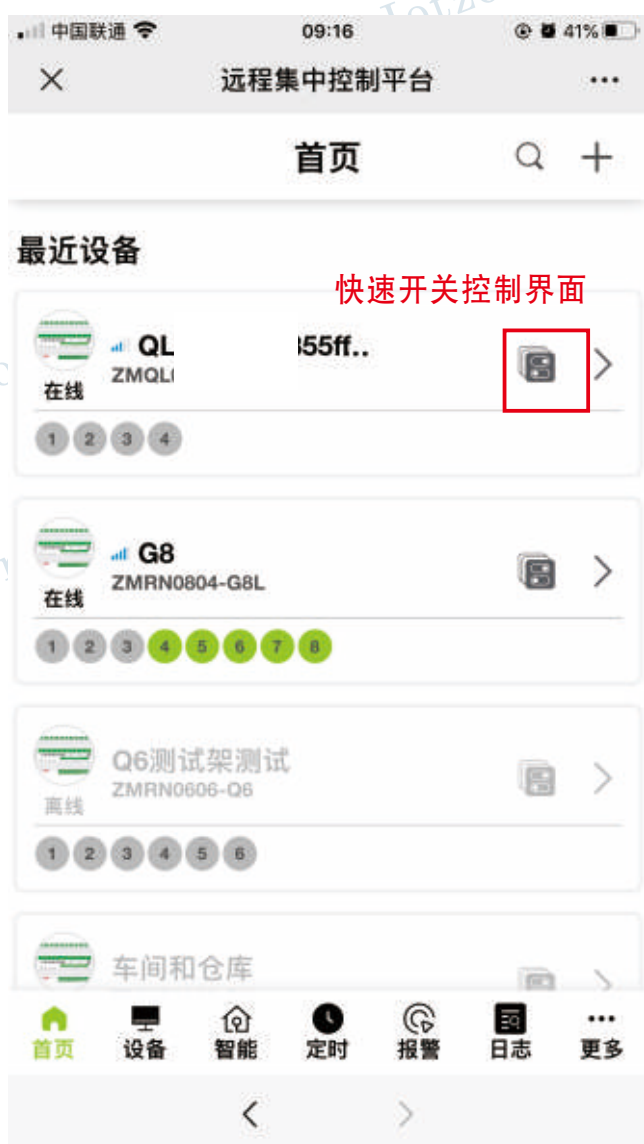 中国联通 09:16 41%
远程集中控制平台
首页
最近设备
快速开关控制界面
QL 355ff..
在线 ZMQL
1 2 3 4
G8
在线 ZMRN0804-G8L
1 2 3 4 5 6 7 8
Q6测试架测试
离线 ZMRN0606-Q6
1 2 3 4 5 6
车间和仓库
首页 设备 智能 定时 报警 日志 更多